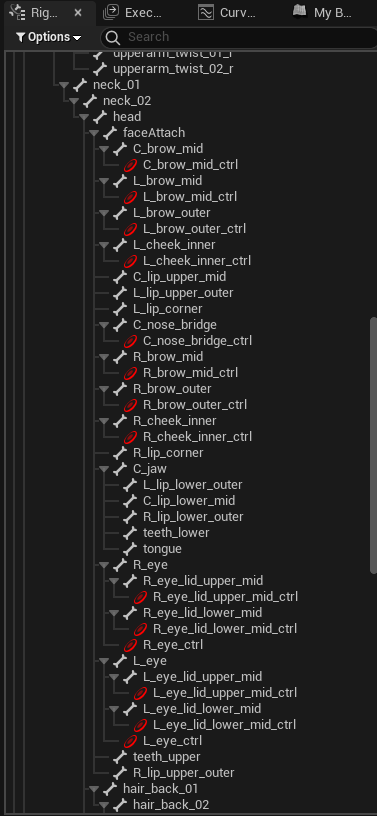 Rig...
Exec...
Curv...
My B...
Options
Search
upperarm_twist_01_r
upperarm_twist_02_r
neck_01
neck_02
head
faceAttach
C_brow_mid
C_brow_mid_ctrl
L_brow_mid
L_brow_mid_ctrl
L_brow_outer
L_brow_outer_ctrl
L_cheek_inner
L_cheek_inner_ctrl
C_lip_upper_mid
L_lip_upper_outer
L_lip_corner
C_nose_bridge
C_nose_bridge_ctrl
R_brow_mid
R_brow_mid_ctrl
R_brow_outer
R_brow_outer_ctrl
R_cheek_inner
R_cheek_inner_ctrl
R_lip_corner
C_jaw
L_lip_lower_outer
C_lip_lower_mid
R_lip_lower_outer
teeth_lower
tongue
R_eye
R_eye_lid_upper_mid
R_eye_lid_upper_mid_ctrl
R_eye_lid_lower_mid
R_eye_lid_lower_mid_ctrl
R_eye_ctrl
L_eye
L_eye_lid_upper_mid
L_eye_lid_upper_mid_ctrl
L_eye_lid_lower_mid
L_eye_lid_lower_mid_ctrl
L_eye_ctrl
teeth_upper
R_lip_upper_outer
hair_back_01
hair_back_02